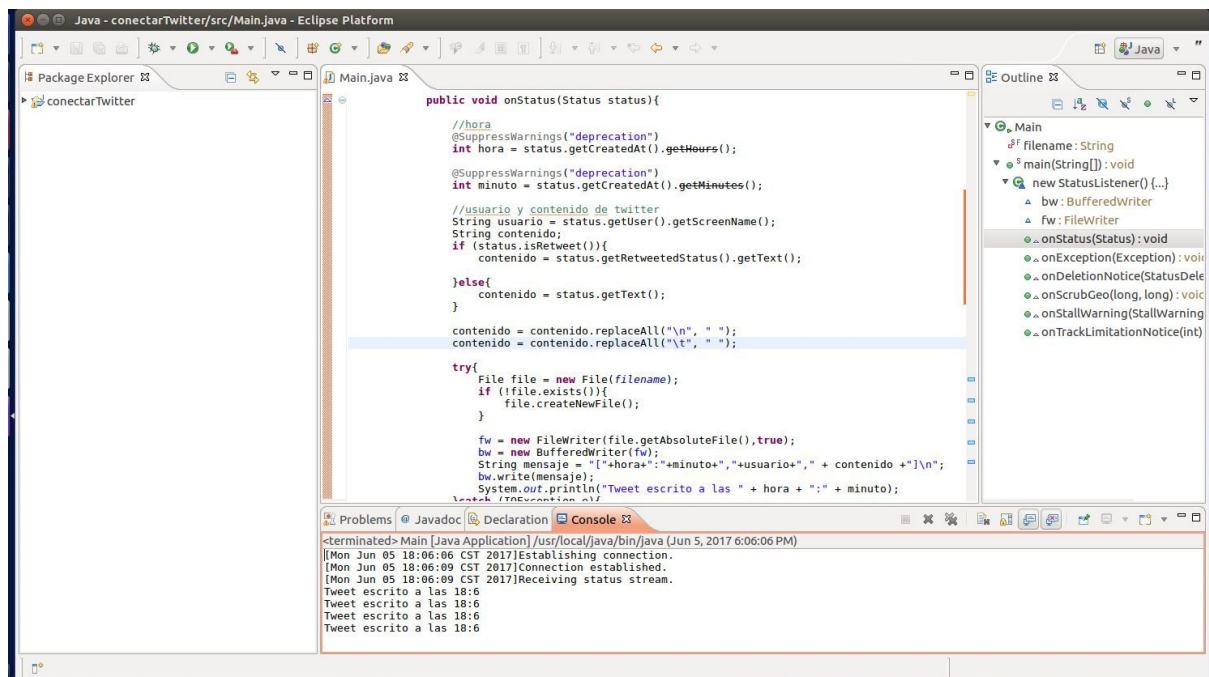 Java - conectarTwitter/src/Main.java - Eclipse Platform
Java
Package Explorer
conectarTwitter
Main.java
public void onStatus(Status status){
//hora
@SuppressWarnings("deprecation")
int hora = status.getCreatedAt().getHours();
@SuppressWarnings("deprecation")
int minuto = status.getCreatedAt().getMinutes();
//usuario y contenido de twitter
String usuario = status.getUser().getScreenName();
String contenido;
if (status.isRetweet()){
contenido = status.getRetweetedStatus().getText();
}else{
contenido = status.getText();
}
contenido = contenido.replaceAll("\n", " ");
contenido = contenido.replaceAll("\t", " ");
try{
File file = new File(filename);
if (!file.exists()){
file.createNewFile();
}
fw = new FileWriter(file.getAbsoluteFile(),true);
bw = new BufferedWriter(fw);
String mensaje = "["+hora+":"+minuto+","+usuario+"," + contenido +"]\n";
bw.write(mensaje);
System.out.println("Tweet escrito a las " + hora + ":" + minuto);
}catch (IOException e){
Outline
Main
filename : String
main(String[]) : void
new StatusListener() {...}
bw : BufferedWriter
fw : FileWriter
onStatus(Status) : void
onException(Exception) : voi
onDeletionNotice(StatusDele
onScrubGeo(long, long) : voic
onStallWarning(StallWarning
onTrackLimitationNotice(int)
Problems @ Javadoc Declaration Console
<terminated> Main [Java Application] /usr/local/java/bin/java (Jun 5, 2017 6:06:06 PM)
[Mon Jun 05 18:06:06 CST 2017]Establishing connection.
[Mon Jun 05 18:06:09 CST 2017]Connection established.
[Mon Jun 05 18:06:09 CST 2017]Receiving status stream.
Tweet escrito a las 18:6
Tweet escrito a las 18:6
Tweet escrito a las 18:6
Tweet escrito a las 18:6